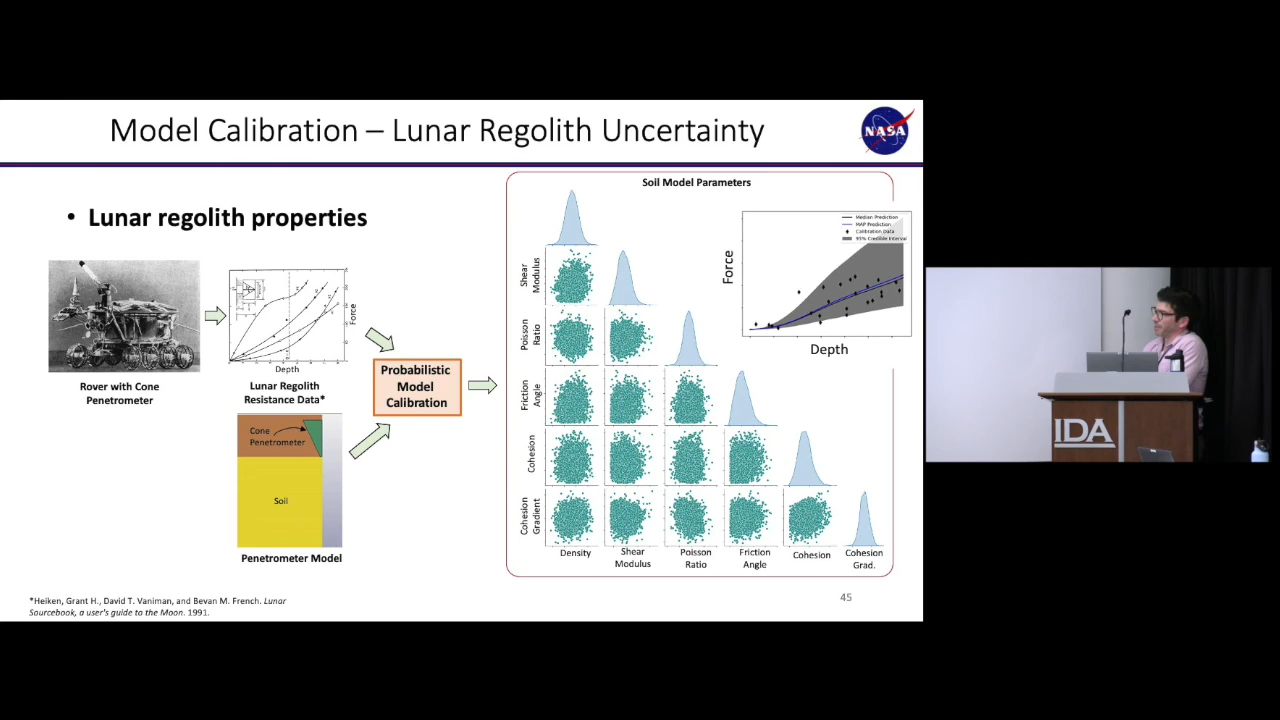 Model Calibration – Lunar Regolith Uncertainty
NASA
• Lunar regolith properties
Rover with Cone
Penetrometer
Force
Depth
Lunar Regolith
Resistance Data*
Cone
Penetrometer
Soil
Penetrometer Model
Probabilistic
Model
Calibration
Soil Model Parameters
Shear
Modulus
Poisson
Ratio
Friction
Angle
Cohesion
Cohesion
Gradient
Density
Shear
Modulus
Poisson
Ratio
Friction
Angle
Cohesion
Cohesion
Grad.
Median Prediction
MAP Prediction
Calibration Data
95% Credible Interval
Force
Depth
*Heiken, Grant H., David T. Vaniman, and Bevan M. French. Lunar
Sourcebook, a user's guide to the Moon. 1991.
45
IDA